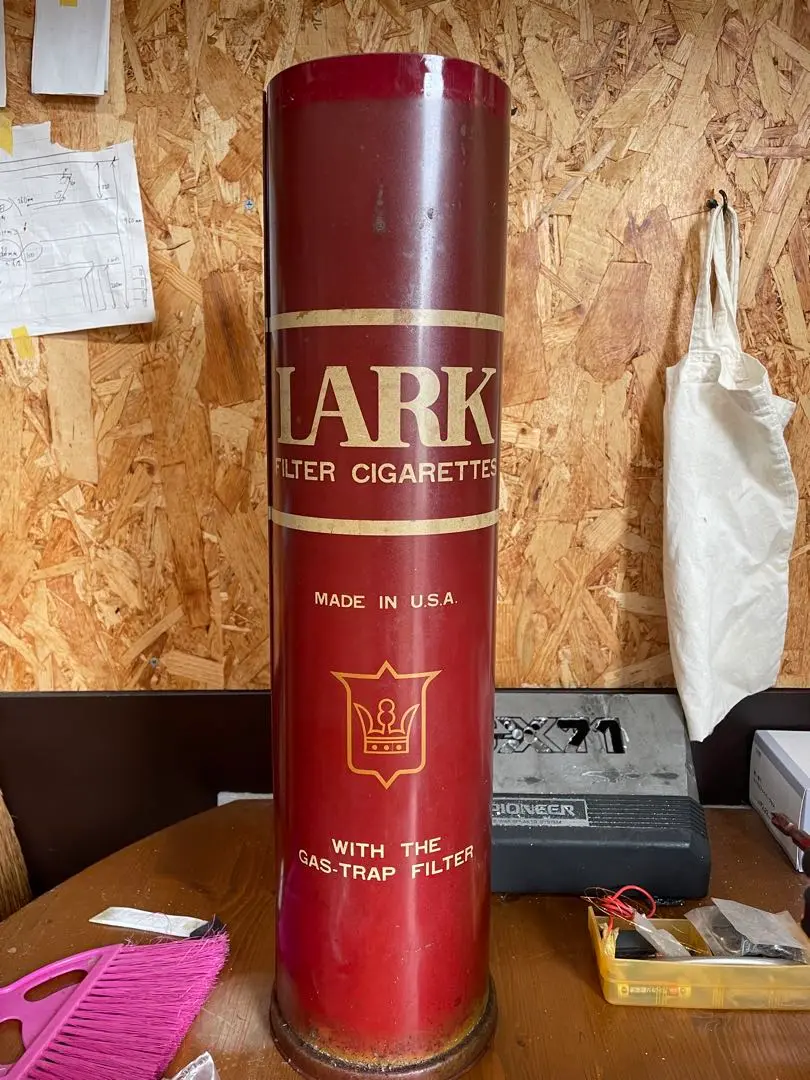 LARK
FILTER CIGARETTES
MADE IN U.S.A.
WITH THE
GAS-TRAP FILTER
X71
PIONEER